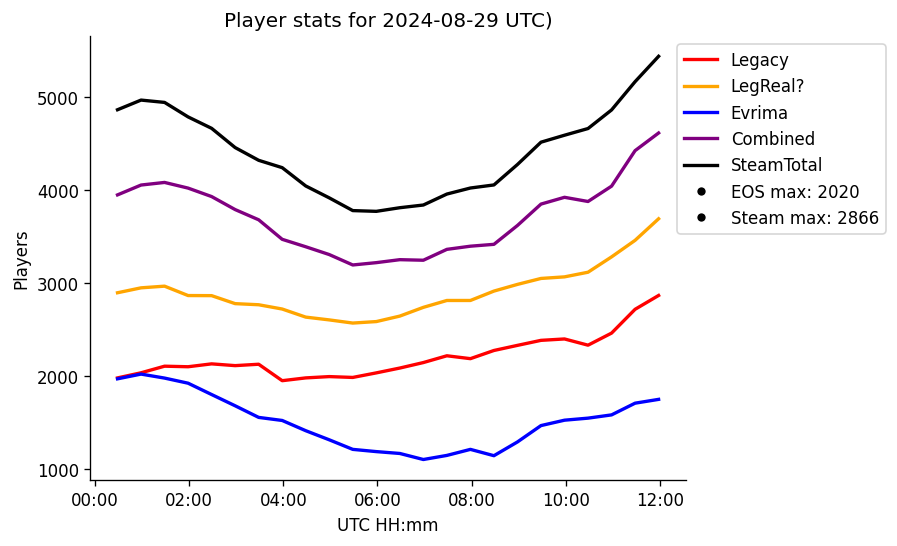 Player stats for 2024-08-29 UTC)
Players
5000
4000
3000
2000
1000
00:00 02:00 04:00 06:00 08:00 10:00 12:00
UTC HH:mm
Legacy
LegReal?
Evrima
Combined
SteamTotal
EOS max: 2020
Steam max: 2866